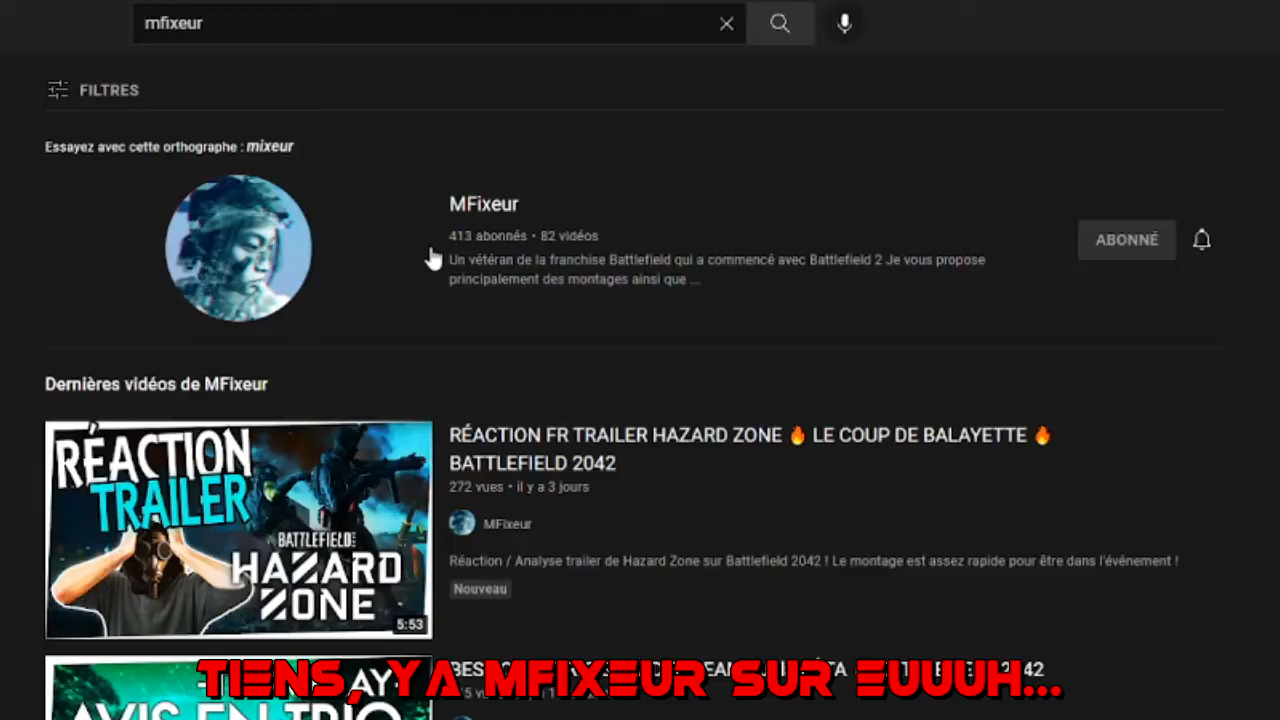 mfixeur
FILTRES
Essayez avec cette orthographe : mixeur
MFixeur
413 abonnés • 82 vidéos
Un vétéran de la franchise Battlefield qui a commencé avec Battlefield 2 Je vous propose
principalement des montages ainsi que ...
ABONNÉ
Dernières vidéos de MFixeur
RÉACTION
TRAILER
BATTLEFIELD
HAZARD
ZONE
5:53
RÉACTION FR TRAILER HAZARD ZONE 🔥 LE COUP DE BALAYETTE 🔥
BATTLEFIELD 2042
272 vues • il y a 3 jours
MFixeur
Réaction / Analyse trailer de Hazard Zone sur Battlefield 2042 ! Le montage est assez rapide pour être dans l'événement !
Nouveau
AVIS EN TRIO
TIENS, YA MFIXEUR SUR EUUUH...